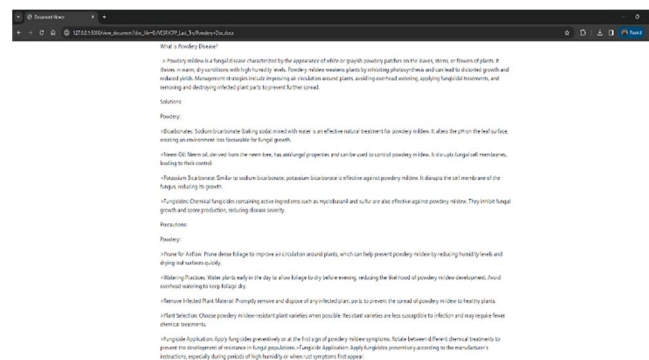 Document Viewer
127.0.0.1:5000/view_document?doc_file=D:/VCET/CPP_Last_Try/Powdery+Doc.docx
What is Powdery Disease?
> Powdery mildew is a fungal disease characterized by the appearance of white or grayish powdery patches on the leaves, stems, or flowers of plants. It
thrives in warm, dry conditions with high humidity levels. Powdery mildew weakens plants by inhibiting photosynthesis and can lead to distorted growth and
reduced yields. Management strategies include improving air circulation around plants, avoiding overhead watering, applying fungicidal treatments, and
removing and destroying infected plant parts to prevent further spread.
Solutions:
Powdery:
>Bicarbonates: Sodium bicarbonate (baking soda) mixed with water is an effective natural treatment for powdery mildew. It alters the pH on the leaf surface,
creating an environment less favourable for fungal growth.
>Neem Oil: Neem oil, derived from the neem tree, has antifungal properties and can be used to control powdery mildew. It disrupts fungal cell membranes,
leading to their control.
>Potassium Bicarbonate: Similar to sodium bicarbonate, potassium bicarbonate is effective against powdery mildew. It disrupts the cell membrane of the
fungus, reducing its growth.
>Fungicides: Chemical fungicides containing active ingredients such as myclobutanil and sulfur are also effective against powdery mildew. They inhibit fungal
growth and spore production, reducing disease severity.
Precautions:
Powdery:
>Prune for Airflow: Prune dense foliage to improve air circulation around plants, which can help prevent powdery mildew by reducing humidity levels and
drying leaf surfaces quickly.
>Watering Practices: Water plants early in the day to allow foliage to dry before evening, reducing the likelihood of powdery mildew development. Avoid
overhead watering to keep foliage dry.
>Remove Infected Plant Material: Promptly remove and dispose of any infected plant parts to prevent the spread of powdery mildew to healthy plants.
>Plant Selection: Choose powdery mildew-resistant plant varieties when possible. Resistant varieties are less susceptible to infection and may require fewer
chemical treatments.
>Fungicide Application: Apply fungicides preventively or at the first sign of powdery mildew symptoms. Rotate between different chemical treatments to
prevent the development of resistance in fungal populations.>Fungicide Application: Apply fungicides preventively according to the manufacturer's
instructions, especially during periods of high humidity or when rust symptoms first appear.